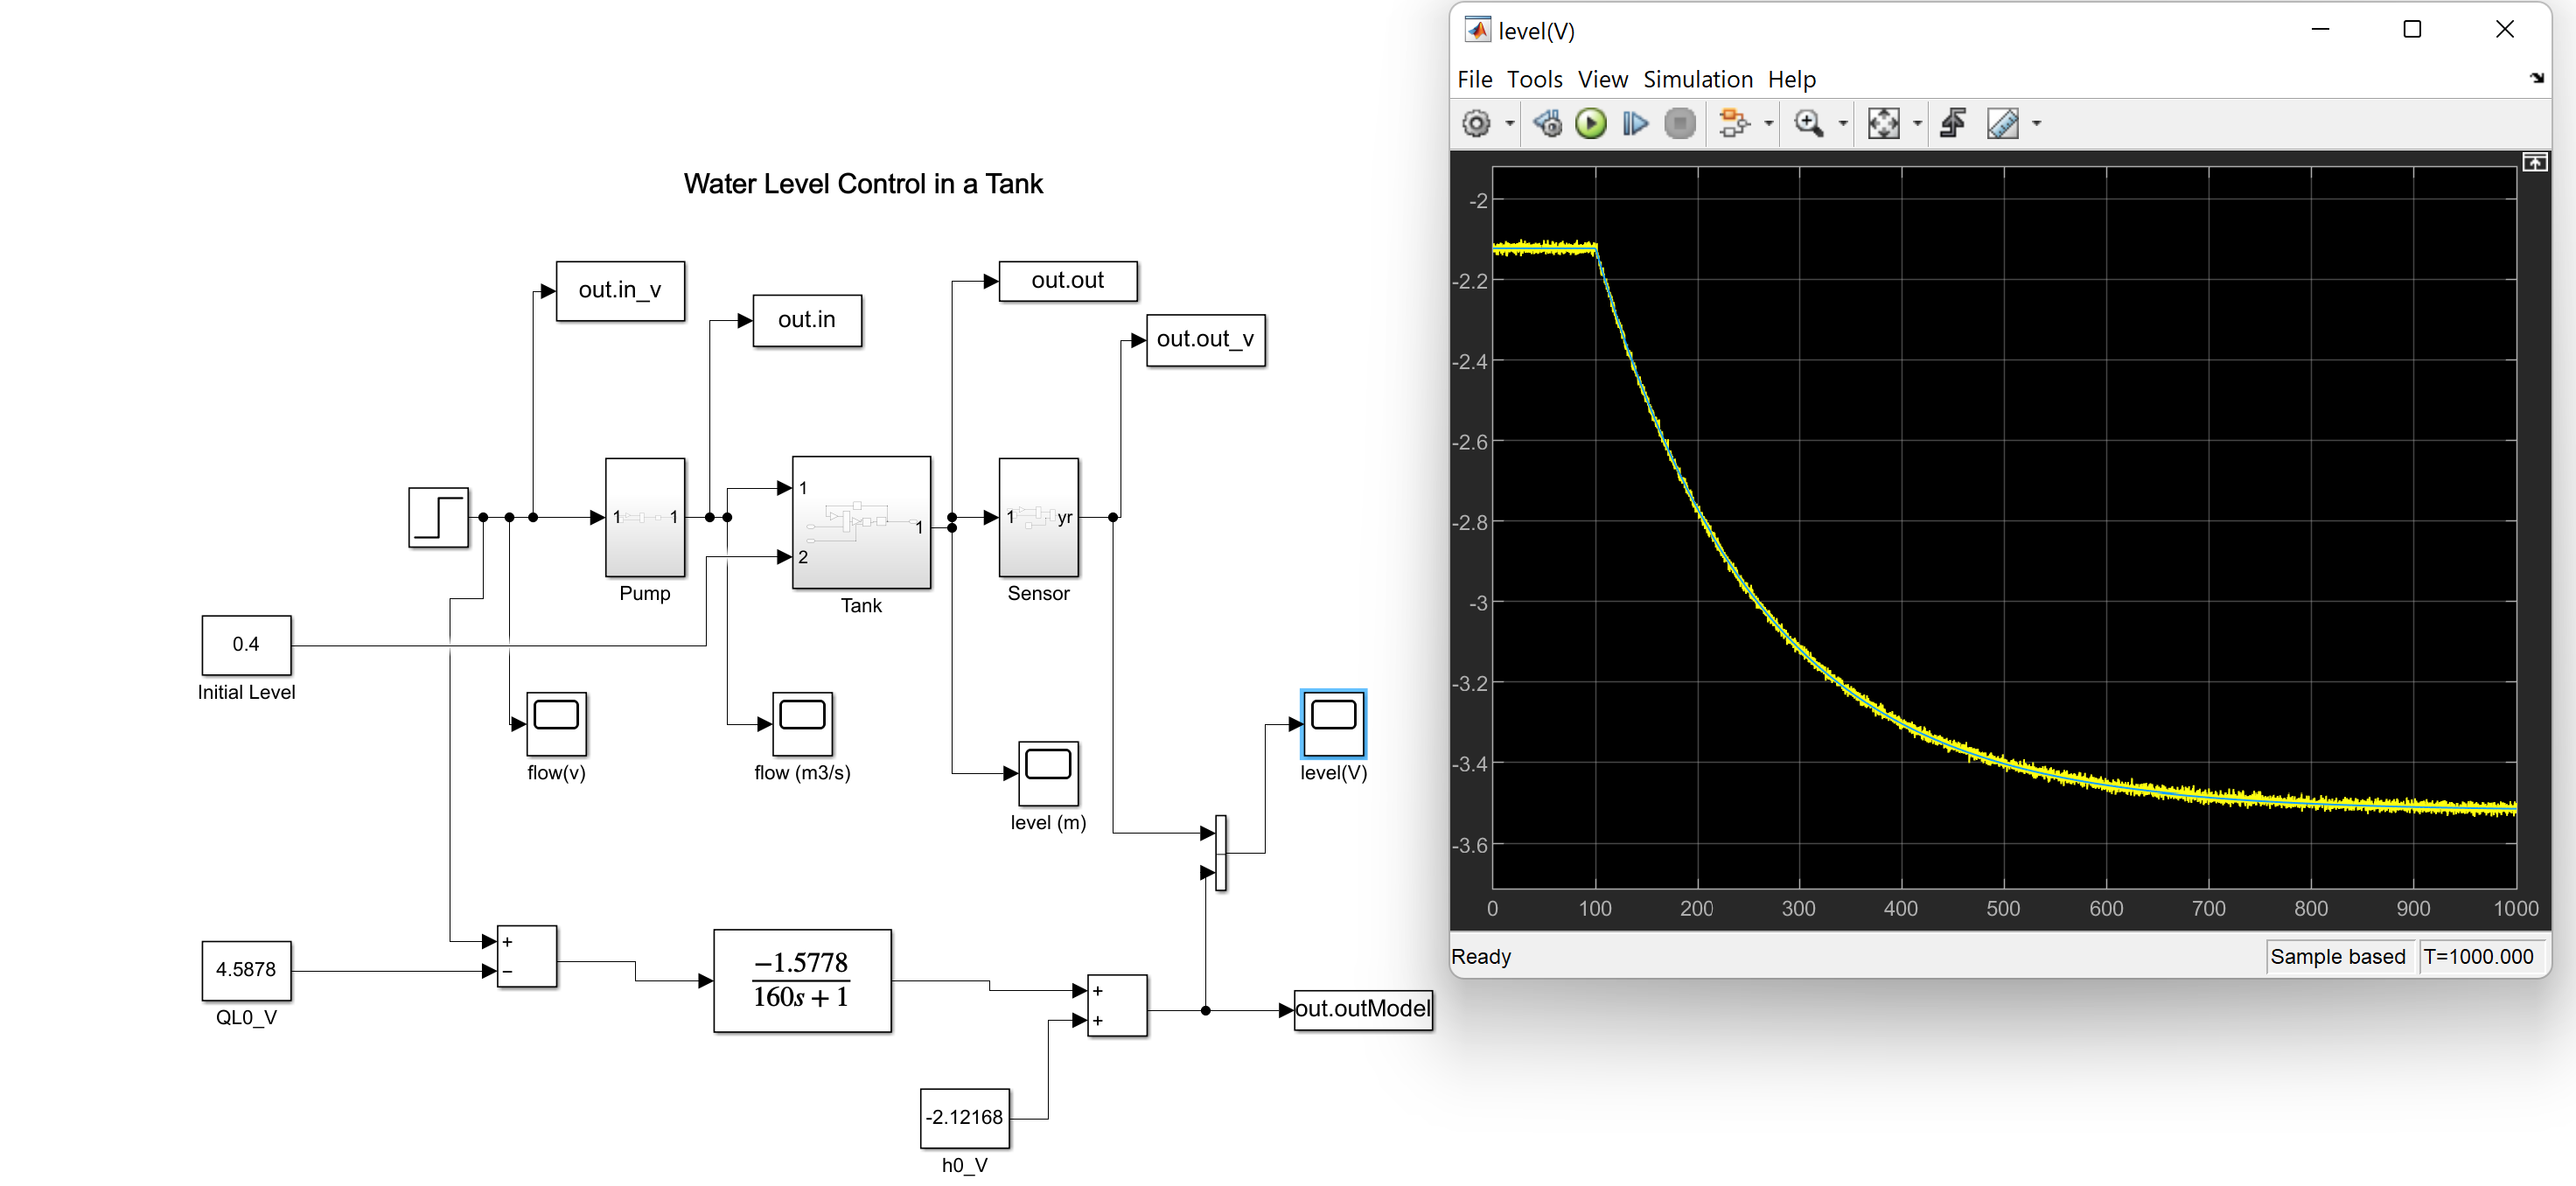 Water Level Control in a Tank
out.in_v
out.in
out.out
out.out_v
1
1
Pump
1
2
1
Tank
1
yr
Sensor
0.4
Initial Level
flow(v)
flow (m3/s)
level (m)
level(V)
4.5878
QL0_V
+
−
−1.5778
160s + 1
+
+
-2.12168
h0_V
out.outModel
level(V)
File Tools View Simulation Help
-2
-2.2
-2.4
-2.6
-2.8
-3
-3.2
-3.4
-3.6
0 100 200 300 400 500 600 700 800 900 1000
Ready
Sample based T=1000.000